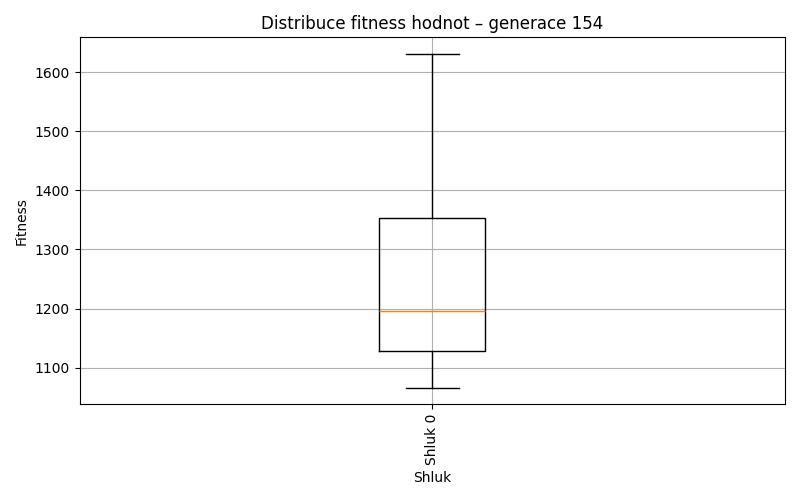 Distribuce fitness hodnot – generace 154
Fitness
1600
1500
1400
1300
1200
1100
Shluk 0
Shluk